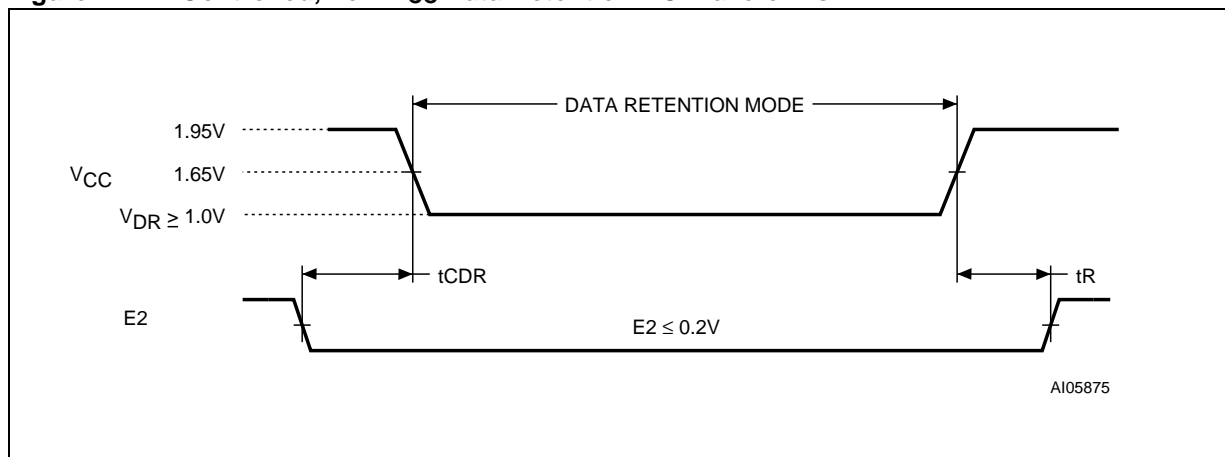 DATA RETENTION MODE
1.95V
VCC 1.65V
VDR ≥ 1.0V
tCDR
tR
E2
E2 ≤ 0.2V
AI05875